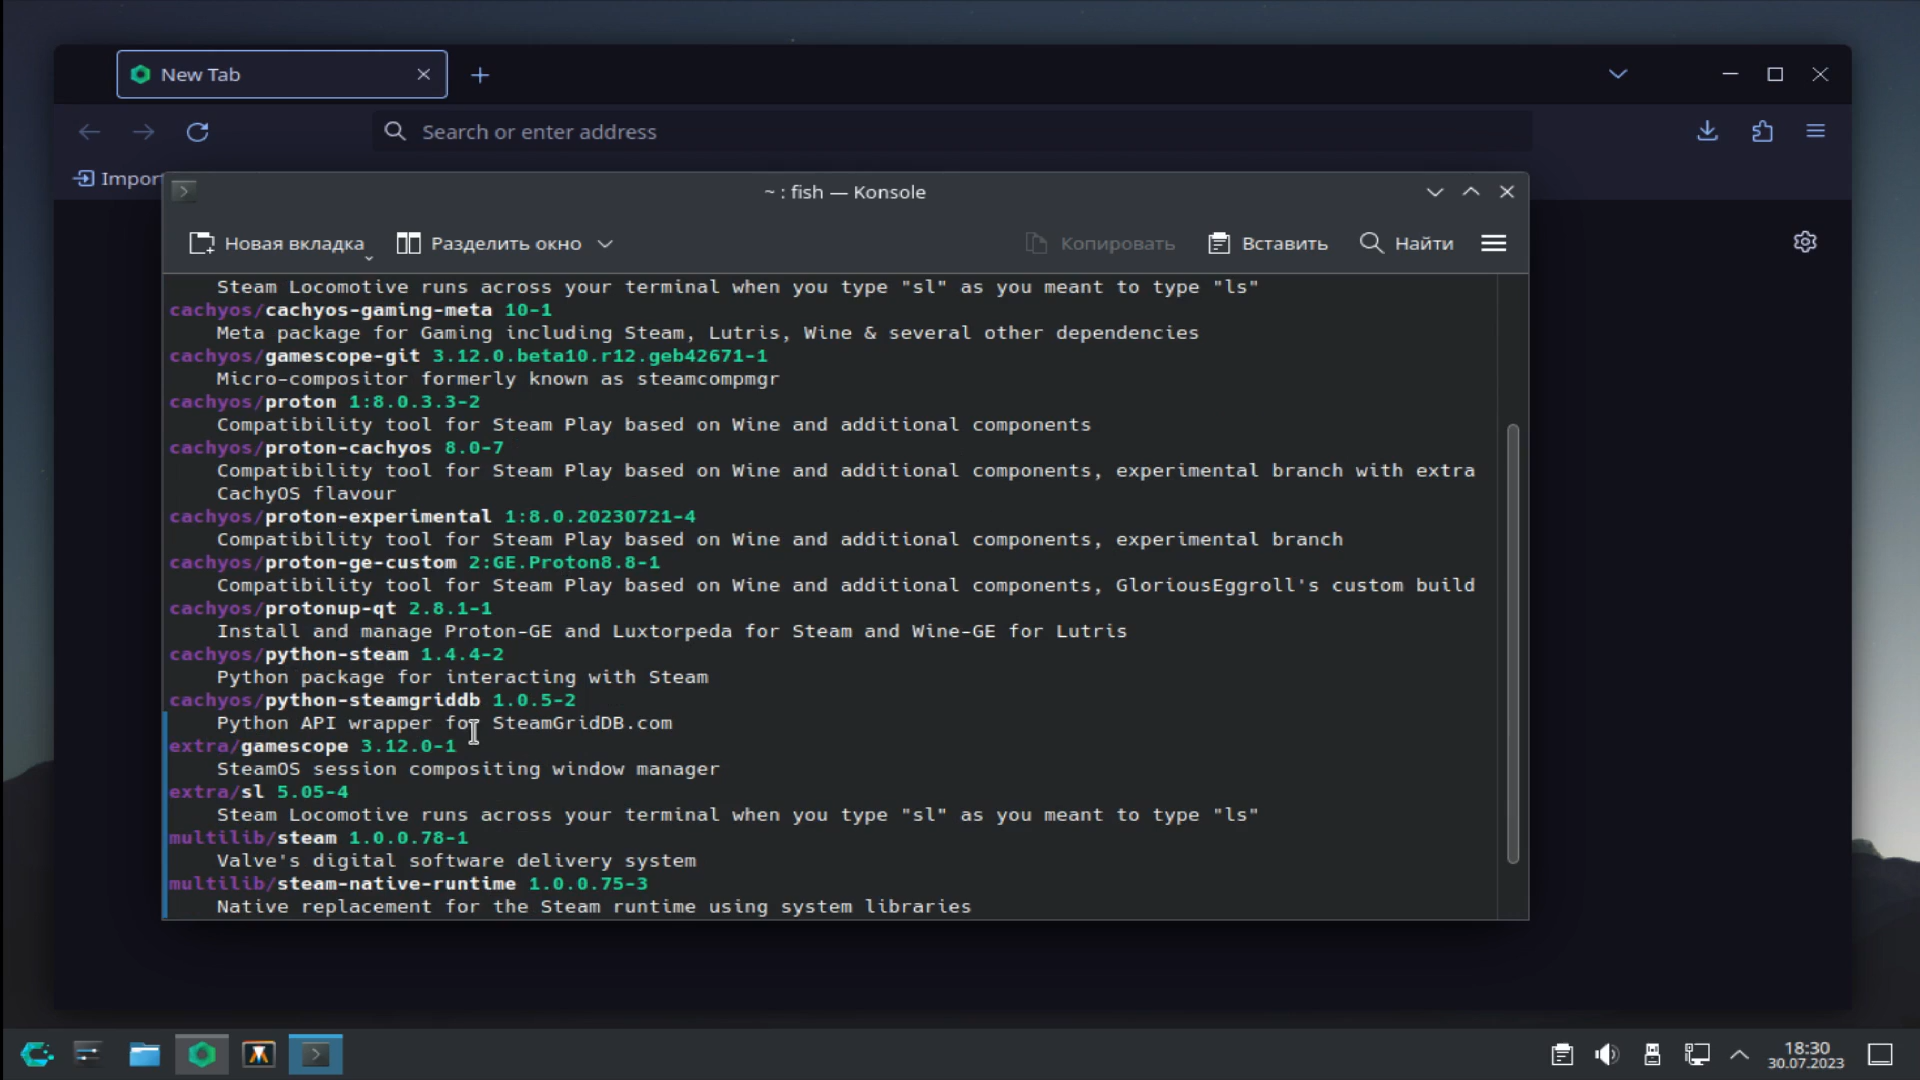 New Tab
Search or enter address
Impor
~ : fish — Konsole
Новая вкладка
Разделить окно
Копировать
Вставить
Найти
Steam Locomotive runs across your terminal when you type "sl" as you meant to type "ls"
cachyos/cachyos-gaming-meta 10-1
Meta package for Gaming including Steam, Lutris, Wine & several other dependencies
cachyos/gamescope-git 3.12.0.beta10.r12.geb42671-1
Micro-compositor formerly known as steamcompmgr
cachyos/proton 1:8.0.3.3-2
Compatibility tool for Steam Play based on Wine and additional components
cachyos/proton-cachyos 8.0-7
Compatibility tool for Steam Play based on Wine and additional components, experimental branch with extra
CachyOS flavour
cachyos/proton-experimental 1:8.0.20230721-4
Compatibility tool for Steam Play based on Wine and additional components, experimental branch
cachyos/proton-ge-custom 2:GE.Proton8.8-1
Compatibility tool for Steam Play based on Wine and additional components, GloriousEggroll's custom build
cachyos/protonup-qt 2.8.1-1
Install and manage Proton-GE and Luxtorpeda for Steam and Wine-GE for Lutris
cachyos/python-steam 1.4.4-2
Python package for interacting with Steam
cachyos/python-steamgriddb 1.0.5-2
Python API wrapper for SteamGridDB.com
extra/gamescope 3.12.0-1
SteamOS session compositing window manager
extra/sl 5.05-4
Steam Locomotive runs across your terminal when you type "sl" as you meant to type "ls"
multilib/steam 1.0.0.78-1
Valve's digital software delivery system
multilib/steam-native-runtime 1.0.0.75-3
Native replacement for the Steam runtime using system libraries
18:30
30.07.2023